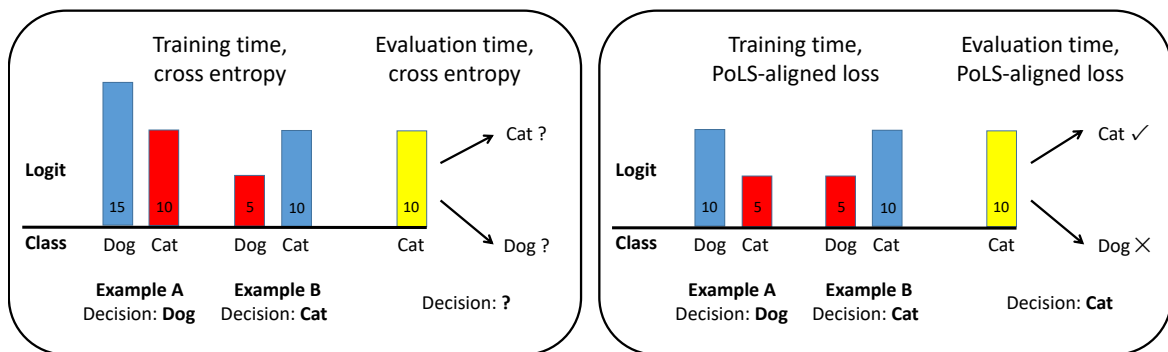 Training time,
cross entropy
Evaluation time,
cross entropy
Cat ?
Logit
15
10
5
10
10
Dog ?
Class
Dog
Cat
Dog
Cat
Cat
Example A
Decision: Dog
Example B
Decision: Cat
Decision: ?
Training time,
PoLS-aligned loss
Evaluation time,
PoLS-aligned loss
Cat ✓
Logit
10
5
5
10
10
Dog ×
Class
Dog
Cat
Dog
Cat
Cat
Example A
Decision: Dog
Example B
Decision: Cat
Decision: Cat